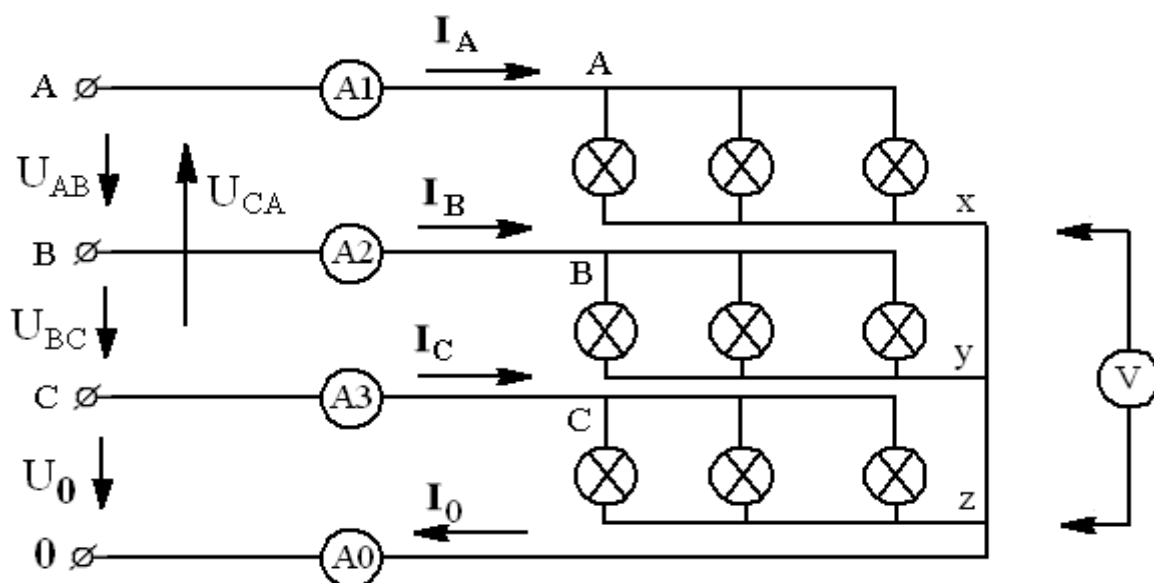 I_A
A A1 A
U_AB U_CA I_B x
B A2 B
U_BC I_C y
C A3 C V
U_0 I_0 z
0 A0